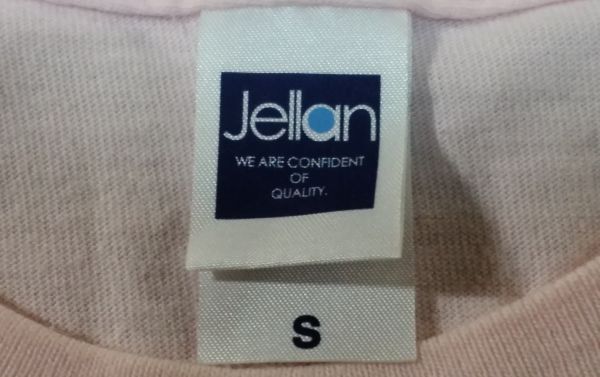 Jellan
WE ARE CONFIDENT
OF
QUALITY.
S